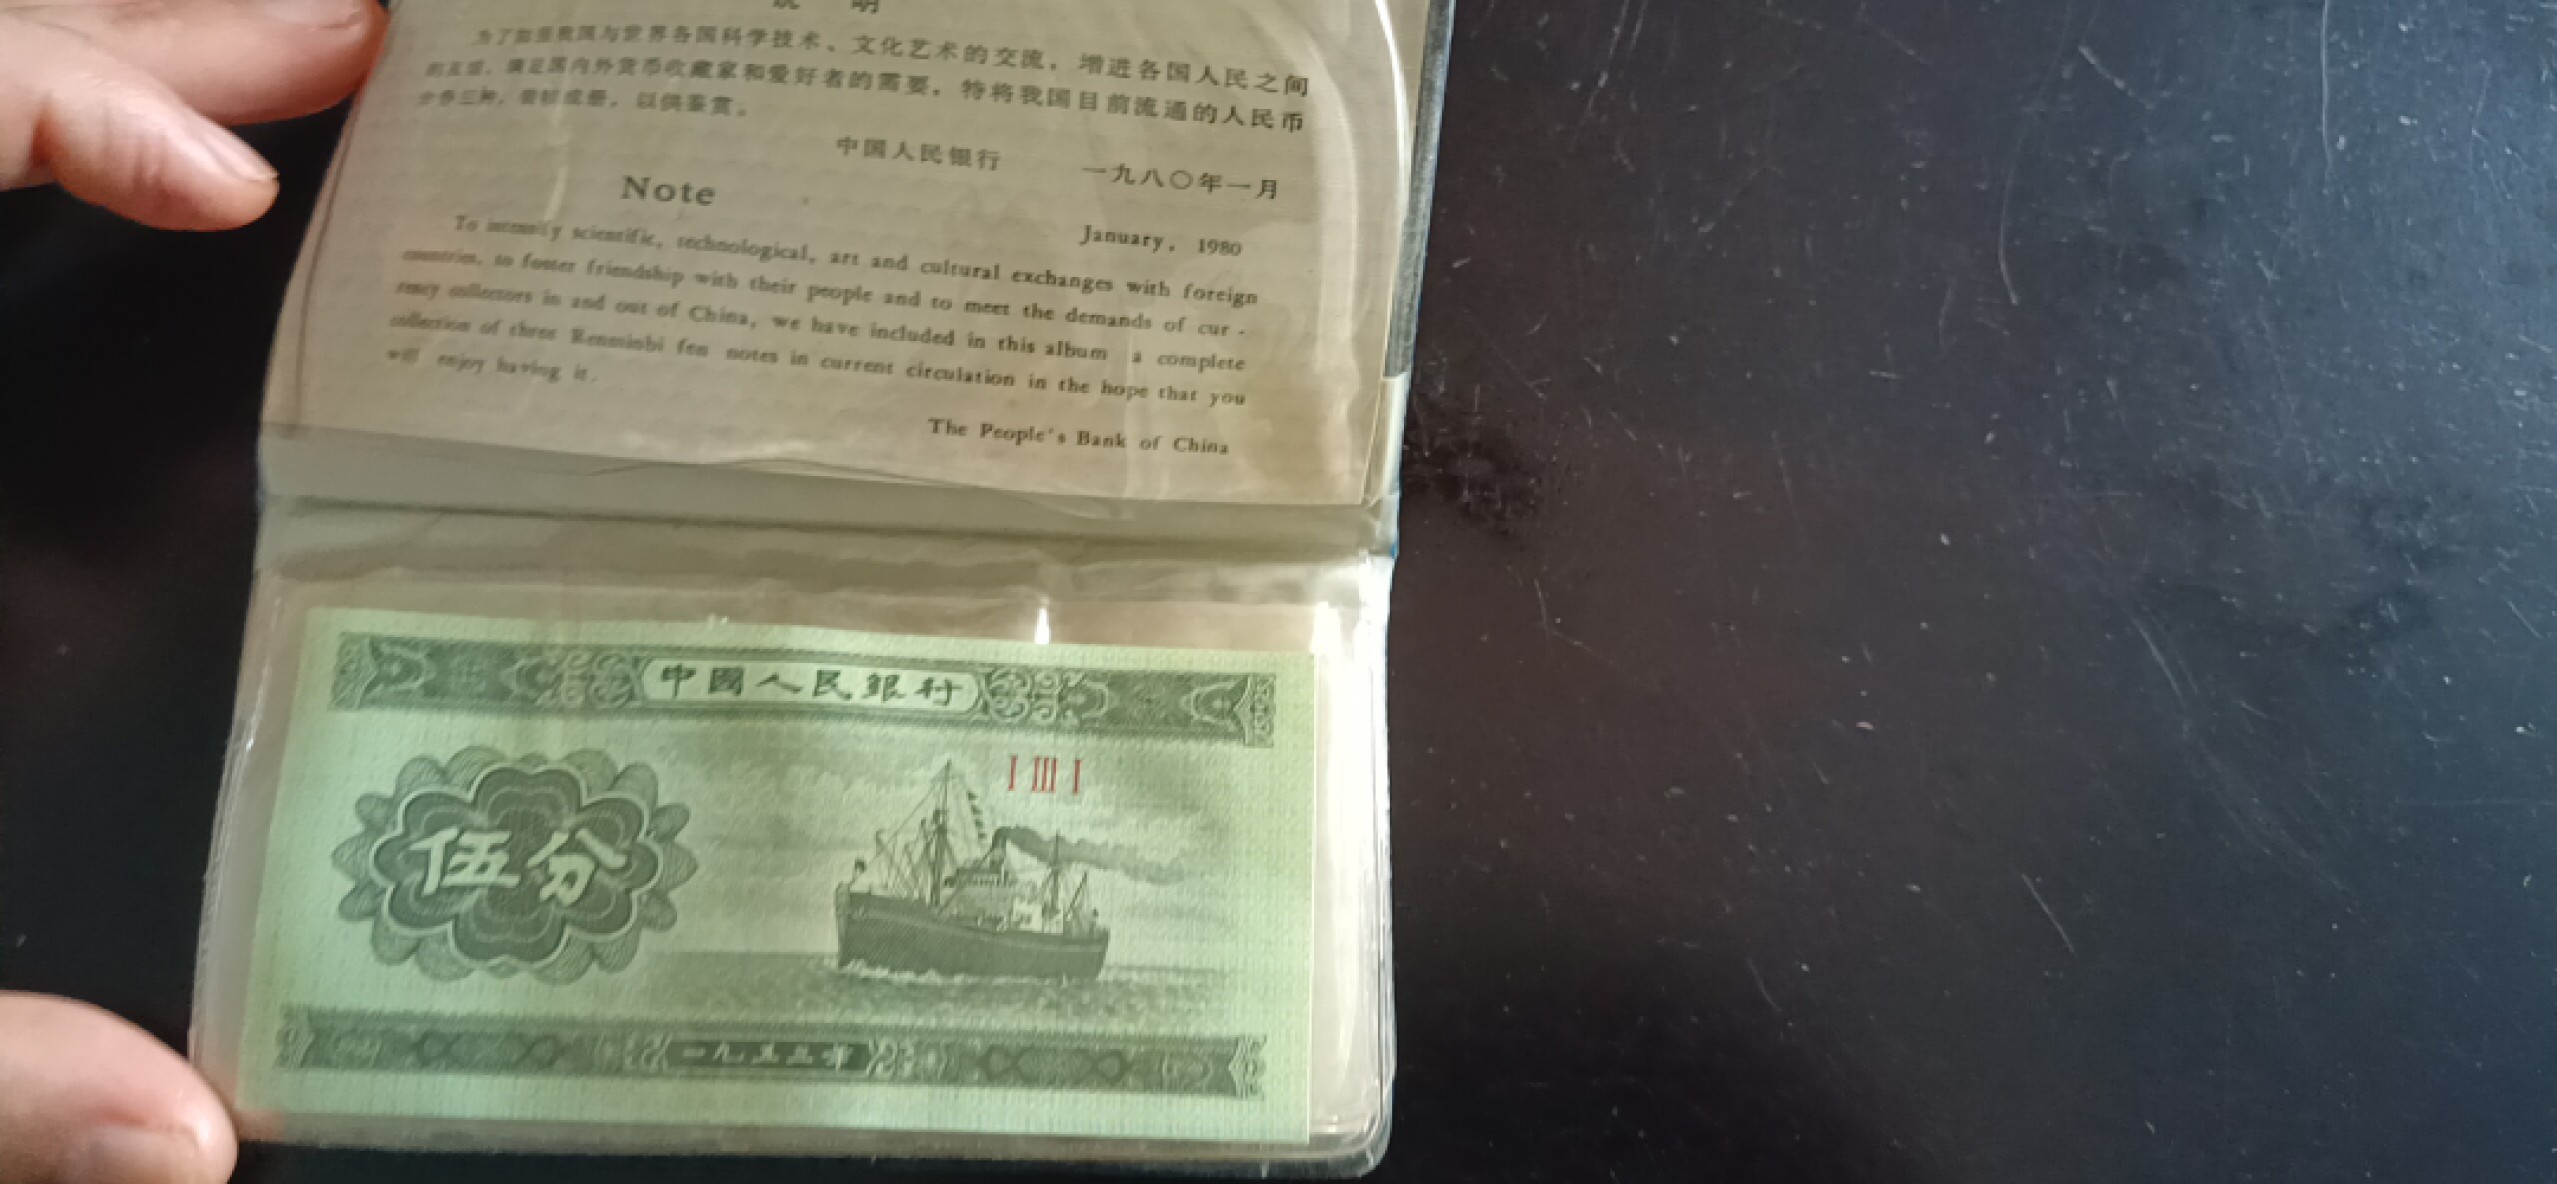 说 明
为了加强我国与世界各国科学技术、文化艺术的交流，增进各国人民之间
的友谊，满足国内外货币收藏家和爱好者的需要，特将我国目前流通的人民币
分券三种，装帧成册，以供鉴赏。
中国人民银行 一九八〇年一月
Note
January, 1980
To intensify scientific, technological, art and cultural exchanges with foreign
countries, to foster friendship with their people and to meet the demands of cur-
rency collectors in and out of China, we have included in this album a complete
collection of three Renminbi fen notes in current circulation in the hope that you
will enjoy having it.
The People's Bank of China
中國人民銀行
I III I
伍分
一九五三年